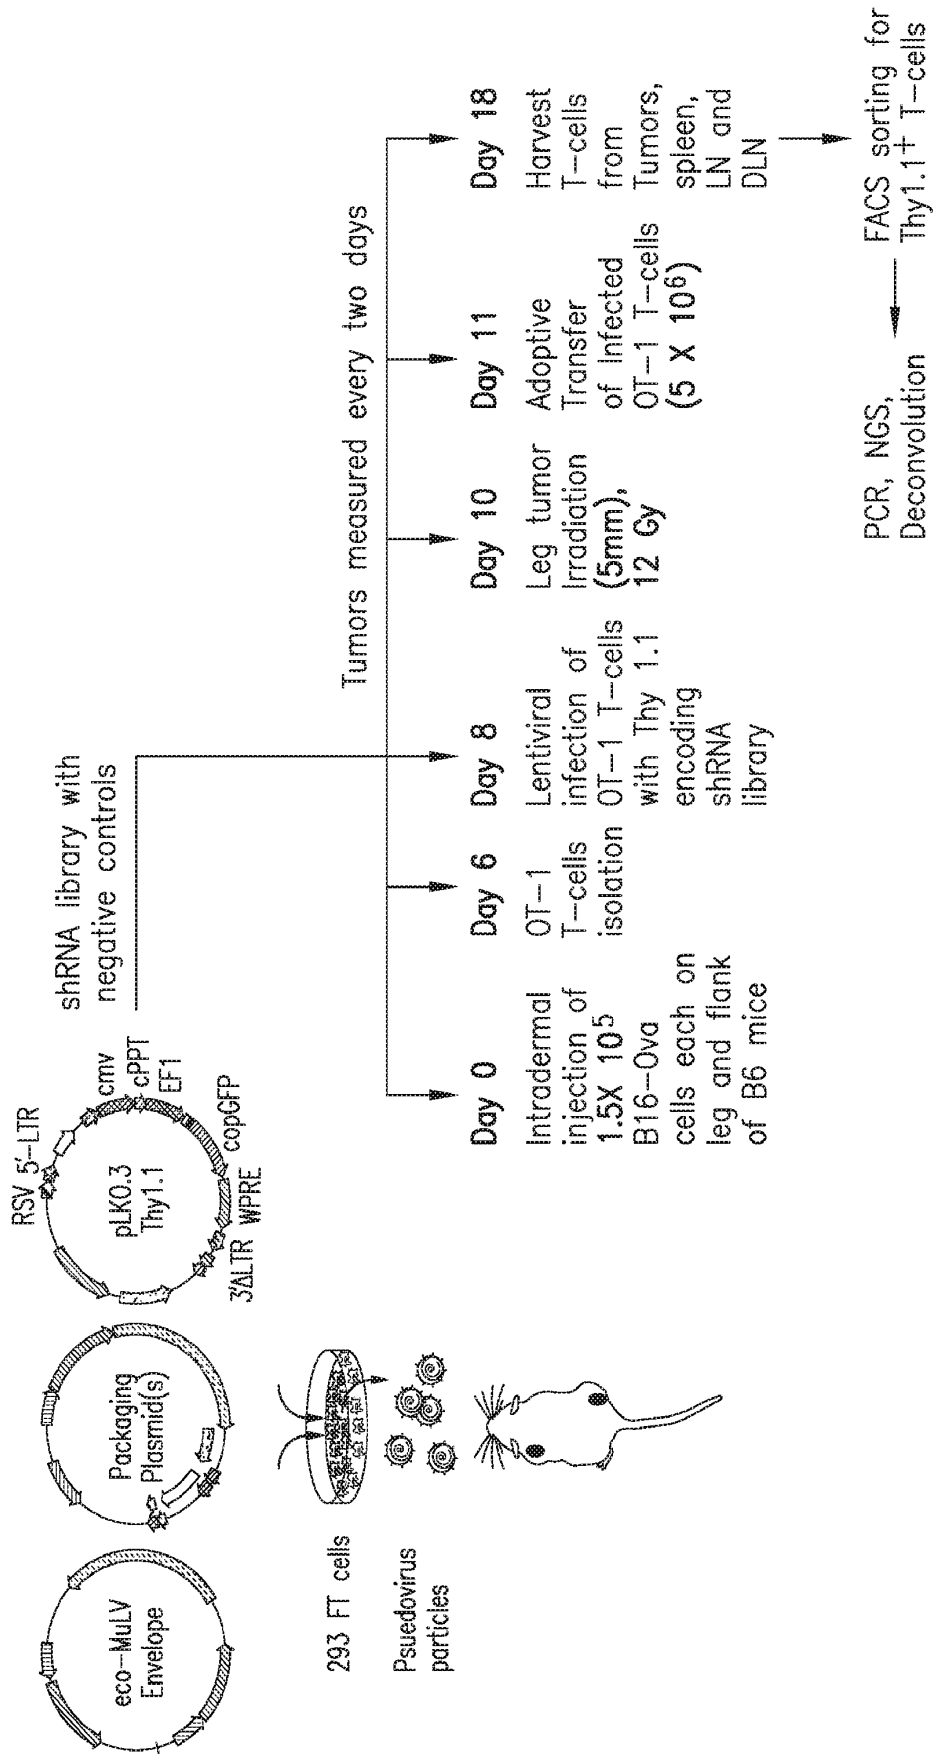 eco-MuLV
Envelope
Packaging
Plasmid(s)
RSV
5'-LTR
cmv
cPPT
EF1
copGFP
WPRE
3'ΔLTR
pLKO.3
Thy1.1
293 FT cells
Psuedovirus
particles
shRNA library with
negative controls
Tumors measured every two days
Day 0
Intradermal
injection of
1.5X 10⁵
B16-Ova
cells each on
leg and flank
of B6 mice
Day 6
OT-1
T-cells
isolation
Day 8
Lentiviral
infection of
OT-1 T-cells
with Thy 1.1
encoding
shRNA
library
Day 10
Leg tumor
Irradiation
(5mm),
12 Gy
Day 11
Adoptive
Transfer
of Infected
OT-1 T-cells
(5 X 10⁶)
Day 18
Harvest
T-cells
from
Tumors,
spleen,
LN and
DLN
FACS sorting for
Thy1.1⁺ T-cells
PCR, NGS,
Deconvolution